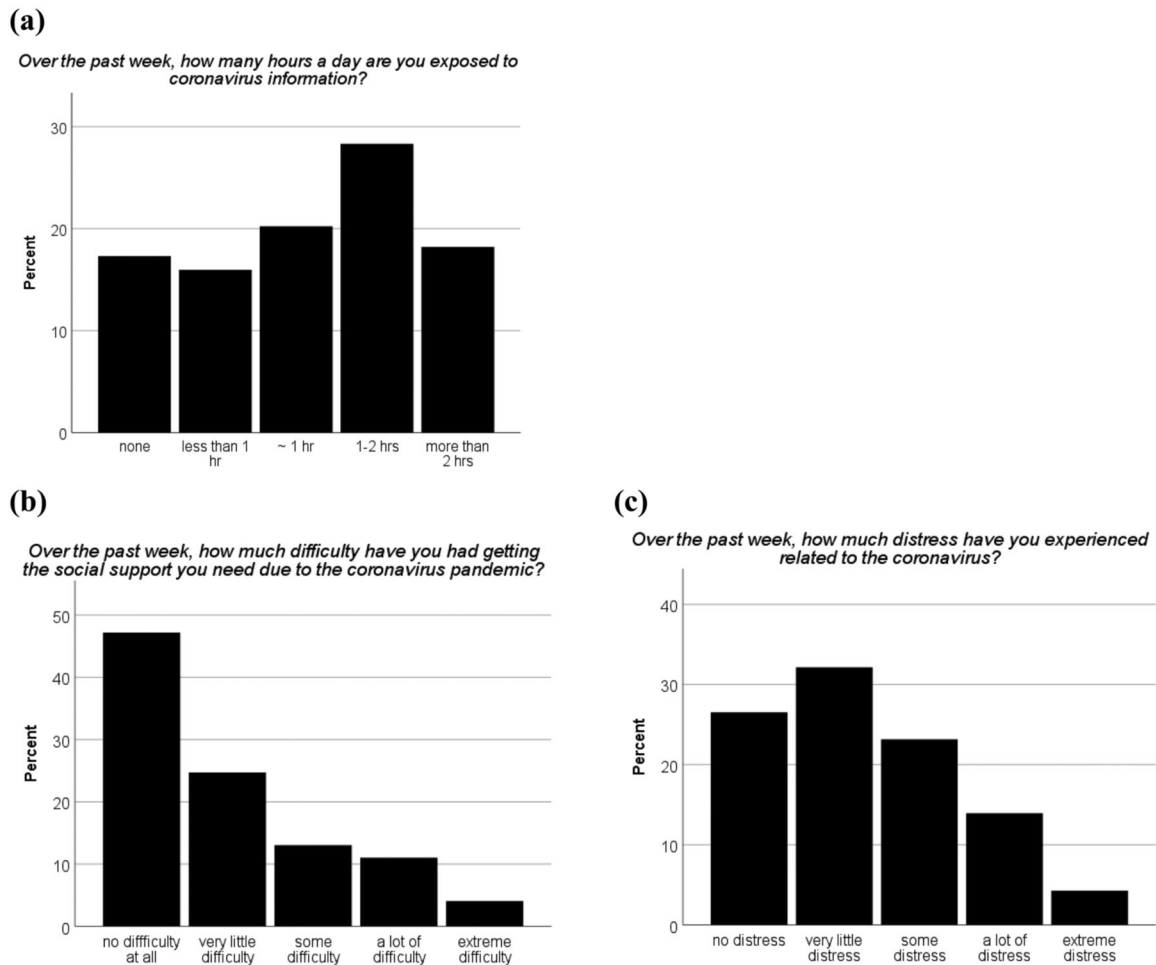 (a)
Over the past week, how many hours a day are you exposed to
coronavirus information?
30
20
10
0
Percent
none
less than 1
hr
~ 1 hr
1-2 hrs
more than
2 hrs
(b)
Over the past week, how much difficulty have you had getting
the social support you need due to the coronavirus pandemic?
50
40
30
20
10
0
Percent
no diffficulty
at all
very little
difficulty
some
difficulty
a lot of
difficulty
extreme
difficulty
(c)
Over the past week, how much distress have you experienced
related to the coronavirus?
40
30
20
10
0
Percent
no distress
very little
distress
some
distress
a lot of
distress
extreme
distress